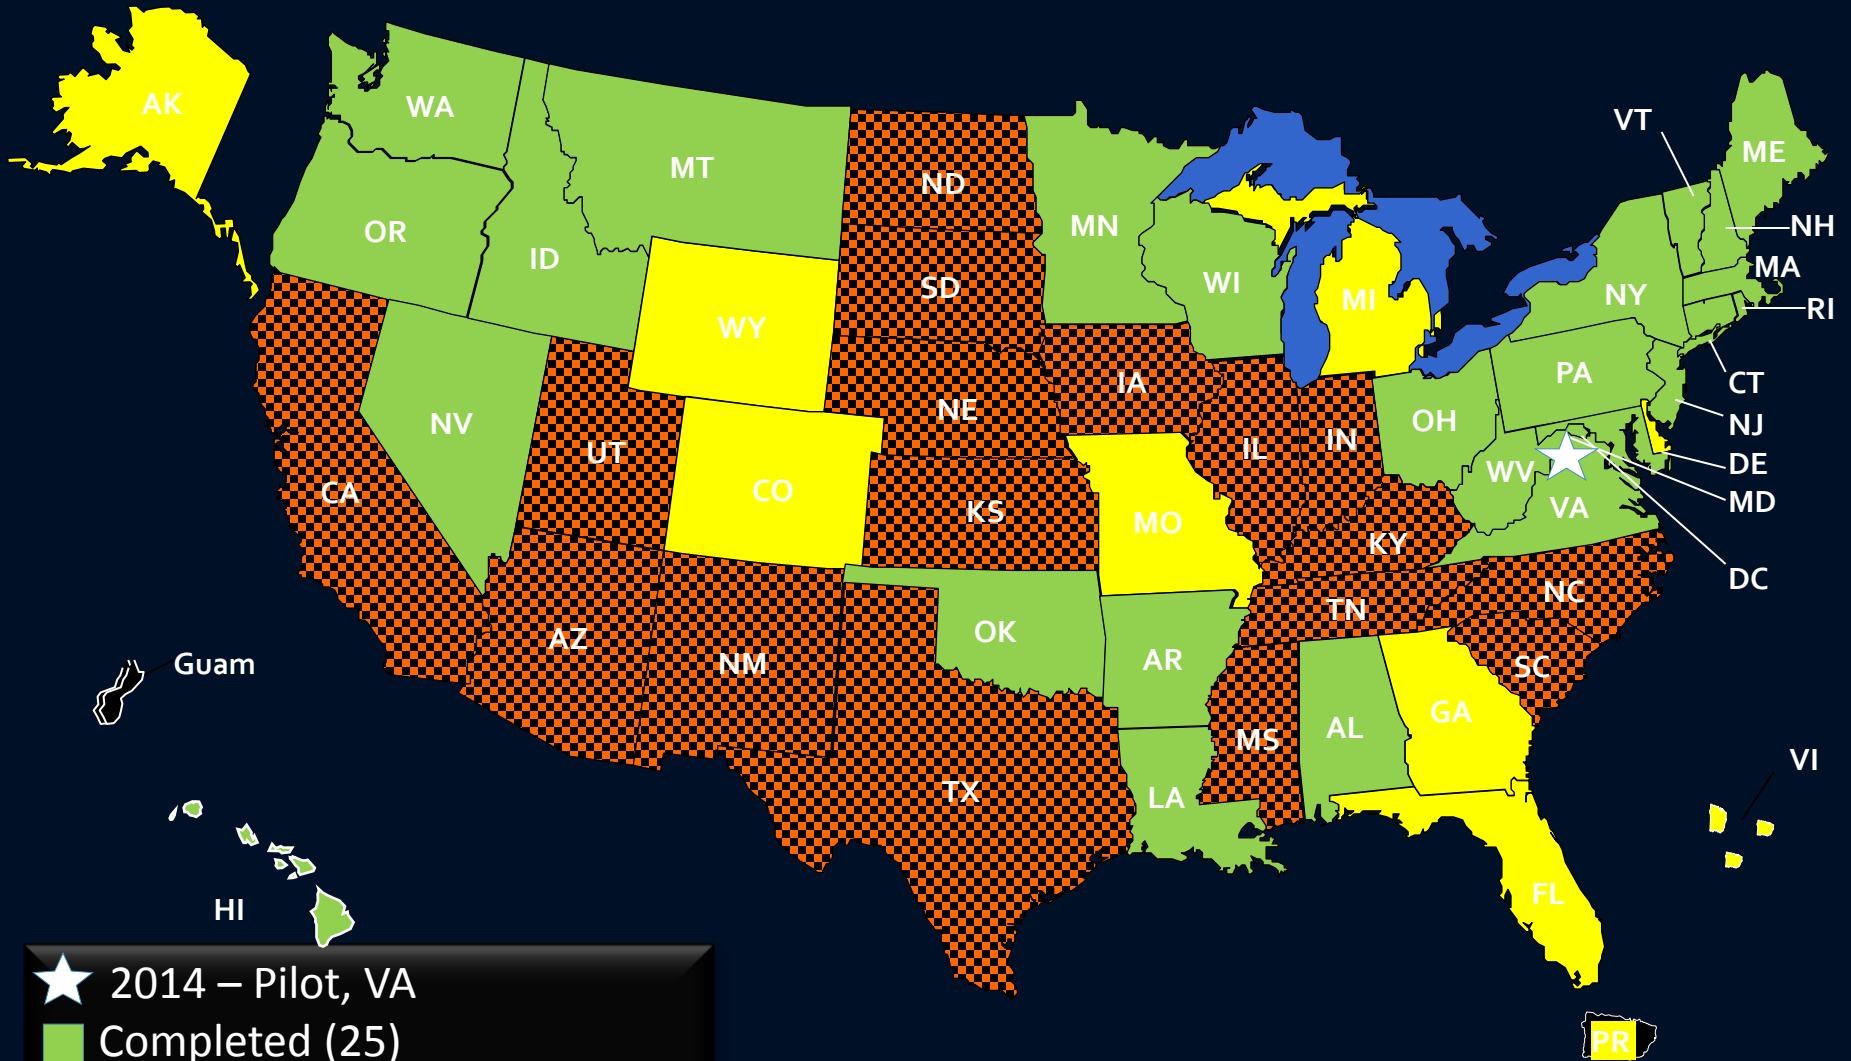 AK
WA
MT
ND
MN
VT
ME
OR
ID
SD
WI
MI
NY
NH
MA
RI
WY
IA
PA
CT
NV
NE
OH
NJ
UT
IL
IN
WV
DE
CA
CO
KS
MO
VA
MD
KY
DC
AZ
NM
OK
AR
TN
NC
SC
Guam
TX
LA
MS
AL
GA
VI
FL
HI
2014 – Pilot, VA
Completed (25)
PR